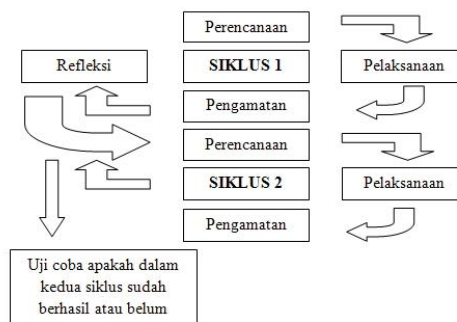 Perencanaan
Refleksi
SIKLUS 1
Pelaksanaan
Pengamatan
Perencanaan
SIKLUS 2
Pelaksanaan
Pengamatan
Uji coba apakah dalam
kedua siklus sudah
berhasil atau belum